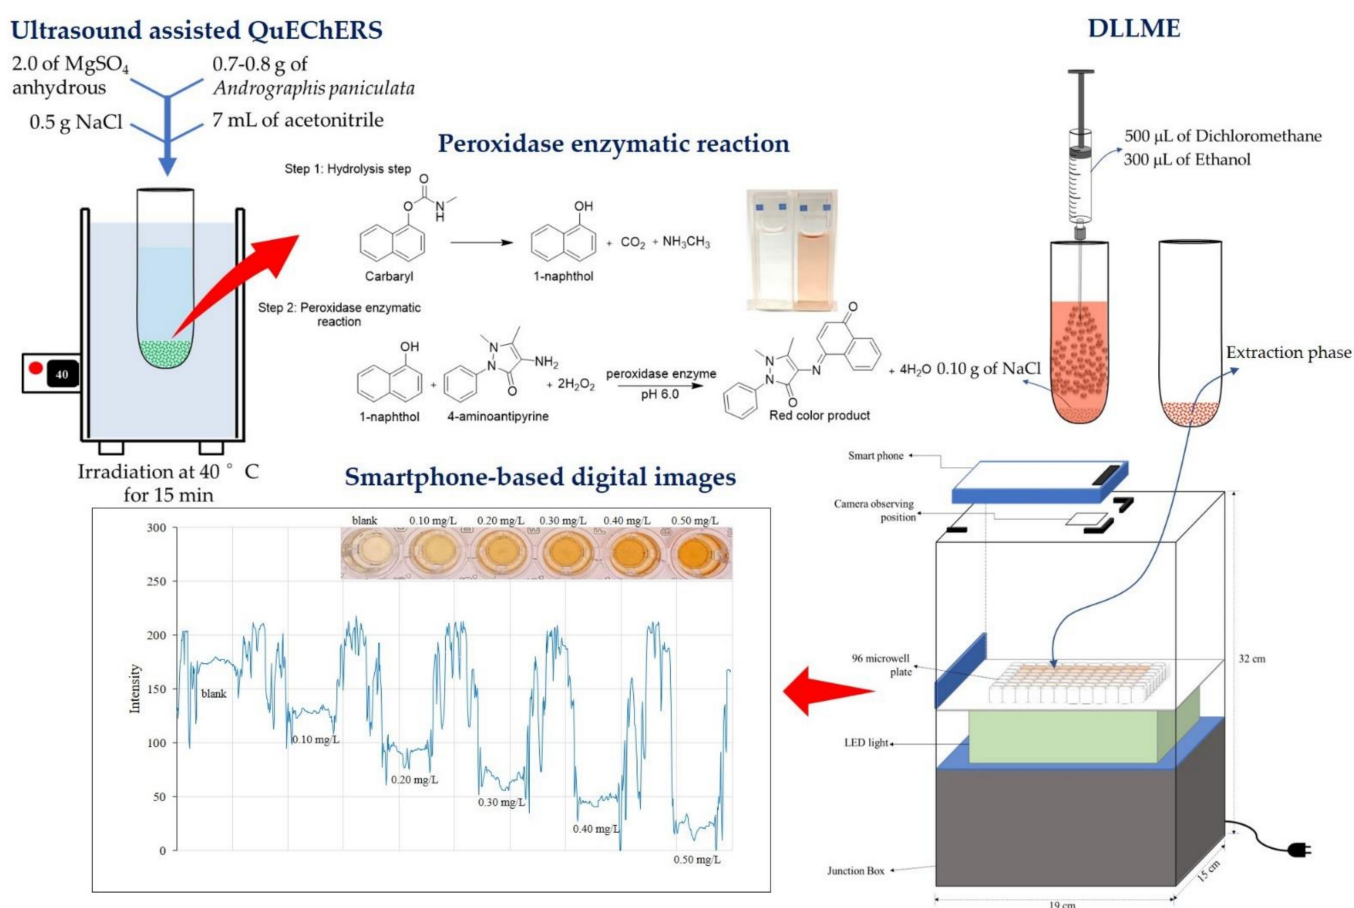 Ultrasound assisted QuEChERS
2.0 of MgSO₄
anhydrous
0.7-0.8 g of
Andrographis paniculata
0.5 g NaCl
7 mL of acetonitrile
40
Irradiation at 40 ° C
for 15 min
Peroxidase enzymatic reaction
Step 1: Hydrolysis step
O
O
N
H
Carbaryl
OH
1-naphthol
+ CO₂ + NH₃CH₃
Step 2: Peroxidase enzymatic
reaction
OH
1-naphthol
+
N
N
NH₂
O
4-aminoantipyrine
+ 2H₂O₂
peroxidase enzyme
pH 6.0
O
N
N
N
O
Red color product
+ 4H₂O
DLLME
500 µL of Dichloromethane
300 µL of Ethanol
0.10 g of NaCl
Extraction phase
Smartphone-based digital images
blank
0.10 mg/L
0.20 mg/L
0.30 mg/L
0.40 mg/L
0.50 mg/L
300
250
200
150
100
50
0
Intensity
blank
0.10 mg/L
0.20 mg/L
0.30 mg/L
0.40 mg/L
0.50 mg/L
Smart phone
Camera observing
position
96 microwell
plate
LED light
Junction Box
32 cm
15 cm
19 cm